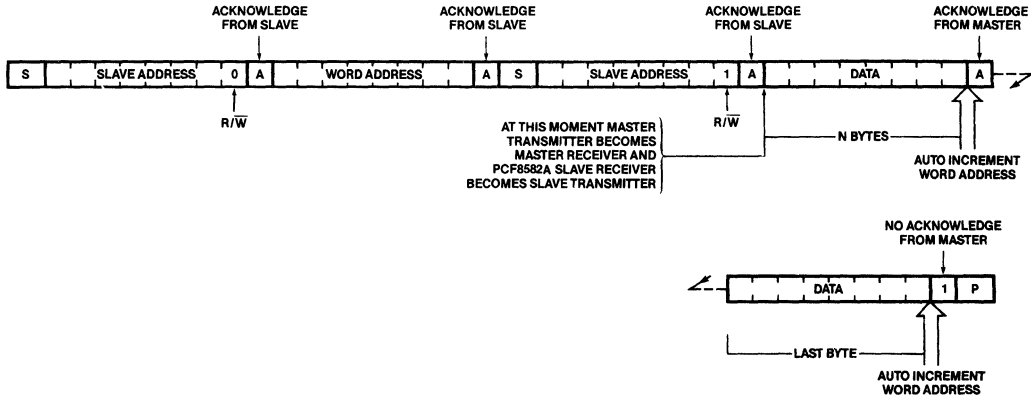 ACKNOWLEDGE
FROM SLAVE
ACKNOWLEDGE
FROM SLAVE
ACKNOWLEDGE
FROM SLAVE
ACKNOWLEDGE
FROM MASTER
S SLAVE ADDRESS 0 A WORD ADDRESS A S SLAVE ADDRESS 1 A DATA A
R/W̅
R/W̅
AT THIS MOMENT MASTER
TRANSMITTER BECOMES
MASTER RECEIVER AND
PCF8582A SLAVE RECEIVER
BECOMES SLAVE TRANSMITTER
N BYTES
AUTO INCREMENT
WORD ADDRESS
NO ACKNOWLEDGE
FROM MASTER
DATA 1 P
LAST BYTE
AUTO INCREMENT
WORD ADDRESS